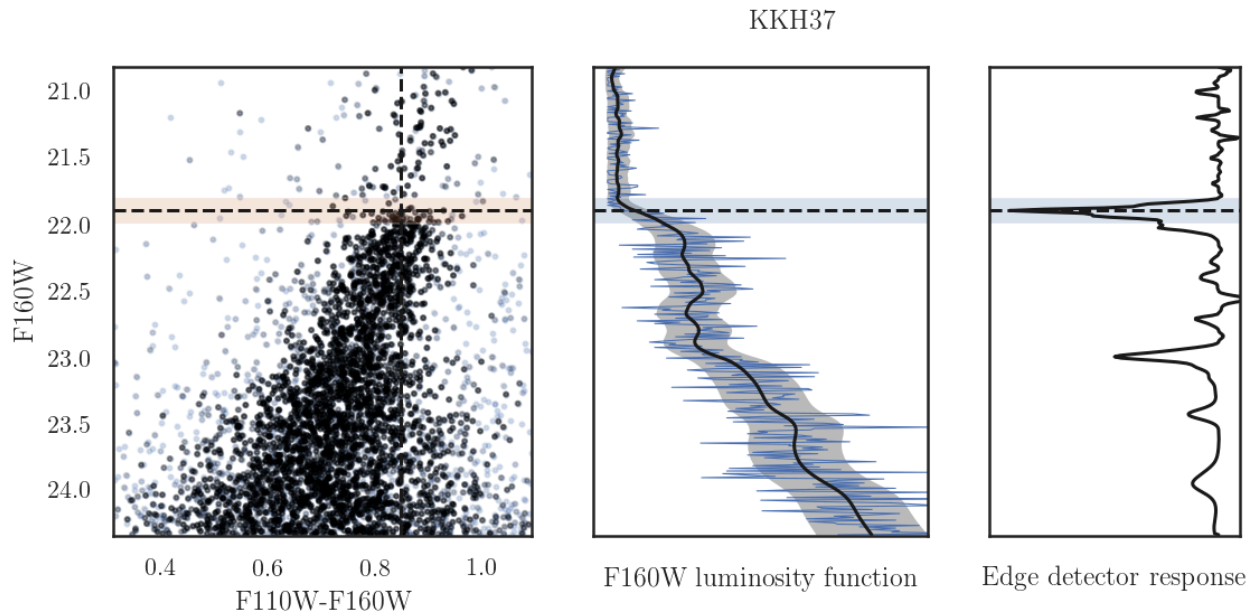 KKH37
21.0
21.5
22.0
22.5
23.0
23.5
24.0
F160W
0.4 0.6 0.8 1.0
F110W-F160W
F160W luminosity function
Edge detector response